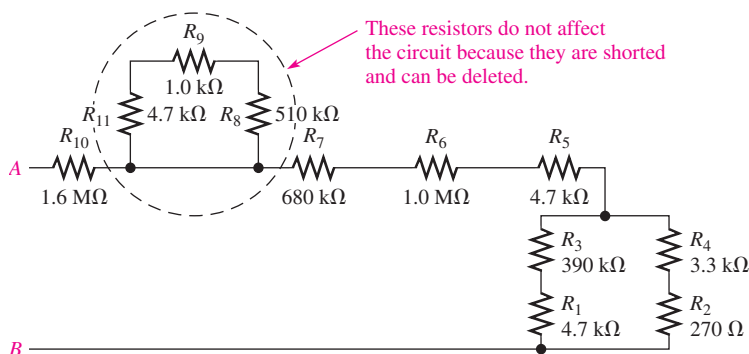 These resistors do not affect
the circuit because they are shorted
and can be deleted.
R9
1.0 kΩ
R11
4.7 kΩ
R8
510 kΩ
R10
R7
R6
R5
A
1.6 MΩ
680 kΩ
1.0 MΩ
4.7 kΩ
R3
390 kΩ
R4
3.3 kΩ
R1
4.7 kΩ
R2
270 Ω
B